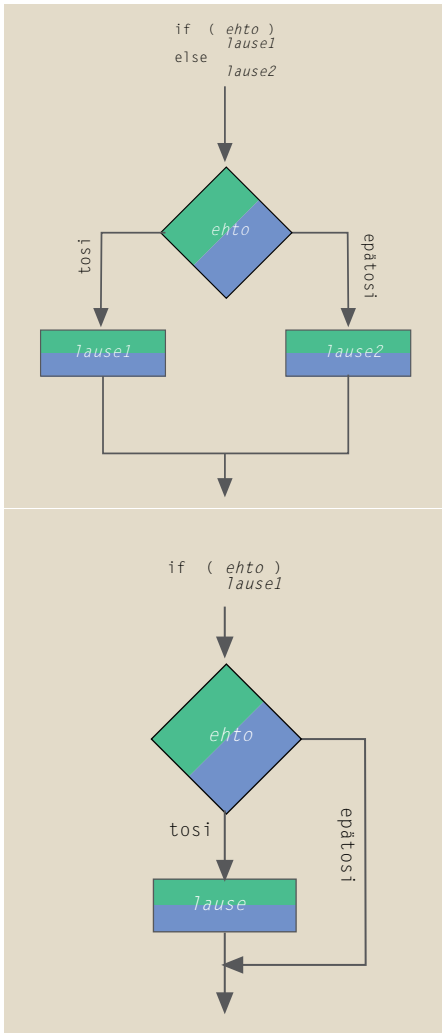 if ( ehto )
lause1
else
lause2
ehto
tosi
epätosi
lause1
lause2
if ( ehto )
lause1
ehto
tosi
epätosi
lause